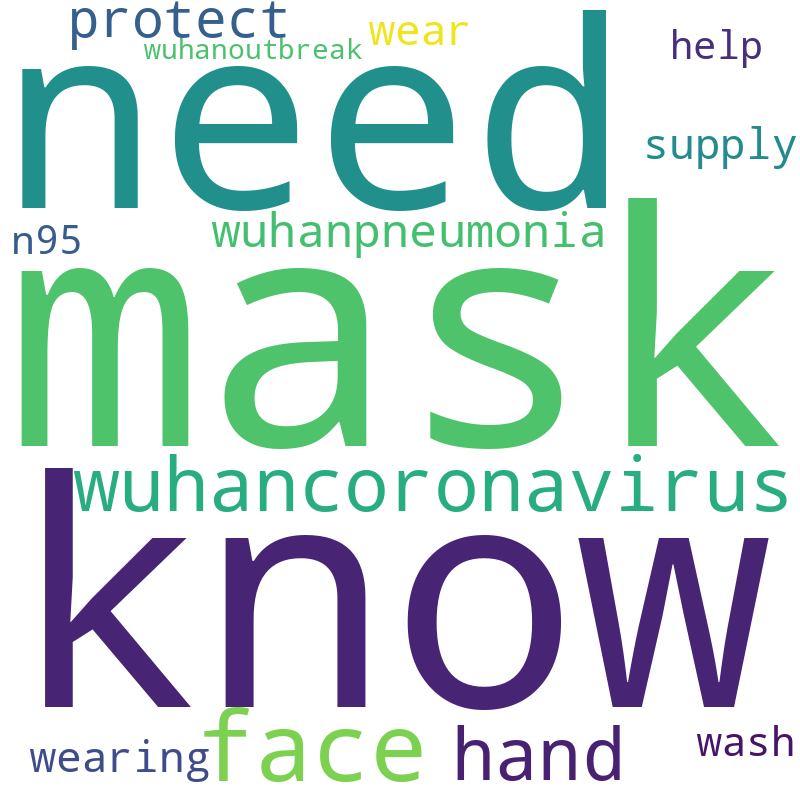 protect
wuhanoutbreak
wear
help
need
supply
n95
wuhanpneumonia
mask
wuhancoronavirus
know
wearing
face
hand
wash